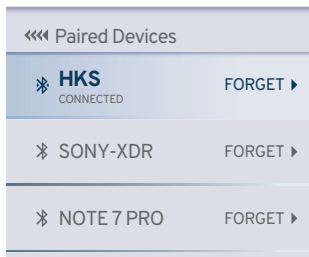 Paired Devices
HKS FORGET
CONNECTED
SONY-XDR FORGET
NOTE 7 PRO FORGET